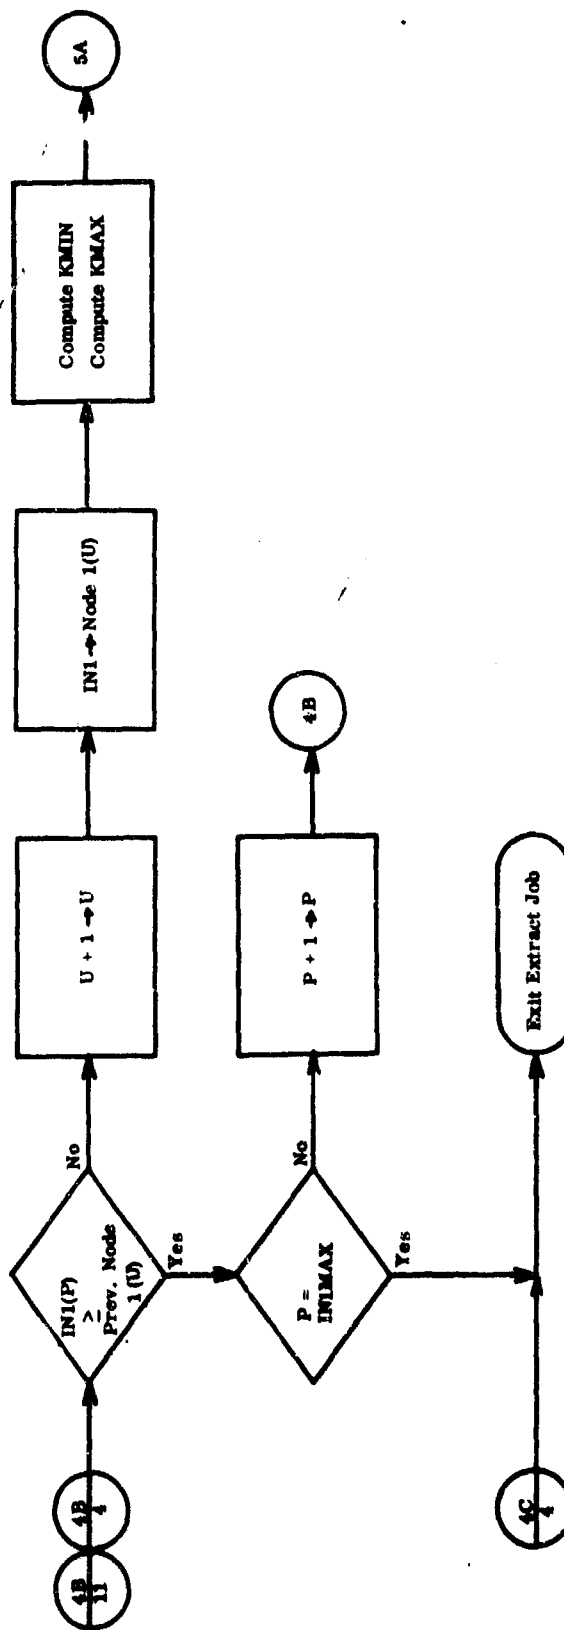 4B
11
4B
4
IN1(P)
≥
Prev. Node
1 (U)
No
U + 1 → U
IN1 → Node 1(U)
Compute KMIN
Compute KMAX
5A
Yes
P =
IN1MAX
No
P + 1 → P
4B
Yes
4C
4
Exit Extract Job